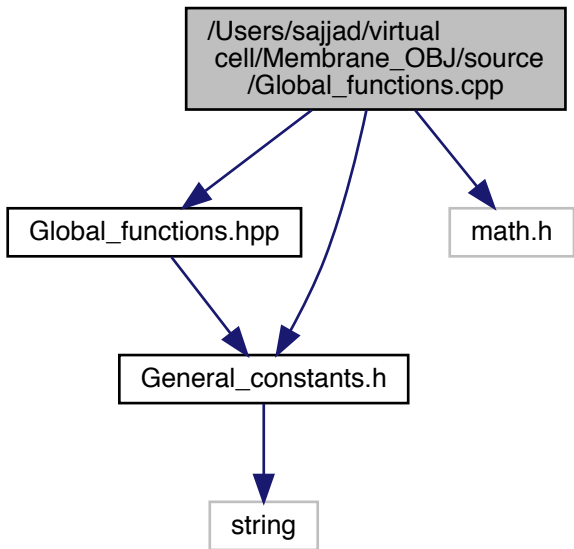 /Users/sajjad/virtual
cell/Membrane_OBJ/source
/Global_functions.cpp
Global_functions.hpp
math.h
General_constants.h
string